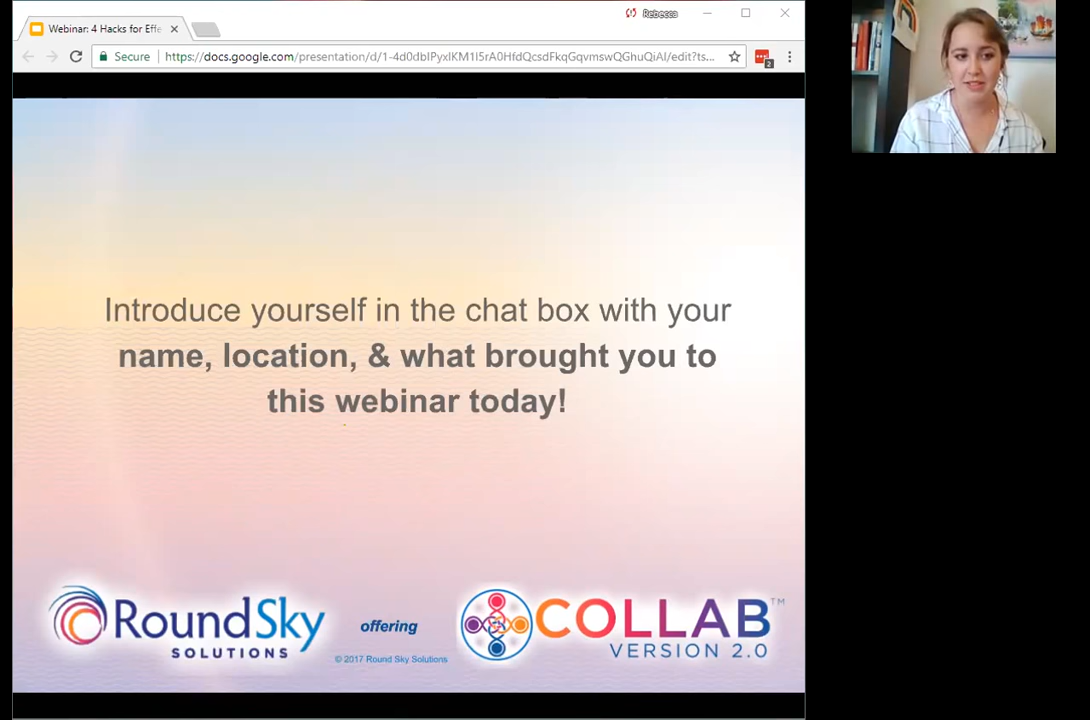 Rebecca
Webinar: 4 Hacks for Effe
Secure
https://docs.google.com/presentation/d/1-4d0dbIPyxIKM1I5rA0HfdQcsdFkqGqvmswQGhuQiAI/edit?ts...
2
Introduce yourself in the chat box with your
name, location, & what brought you to
this webinar today!
RoundSky
SOLUTIONS
offering
© 2017 Round Sky Solutions
COLLAB™
VERSION 2.0